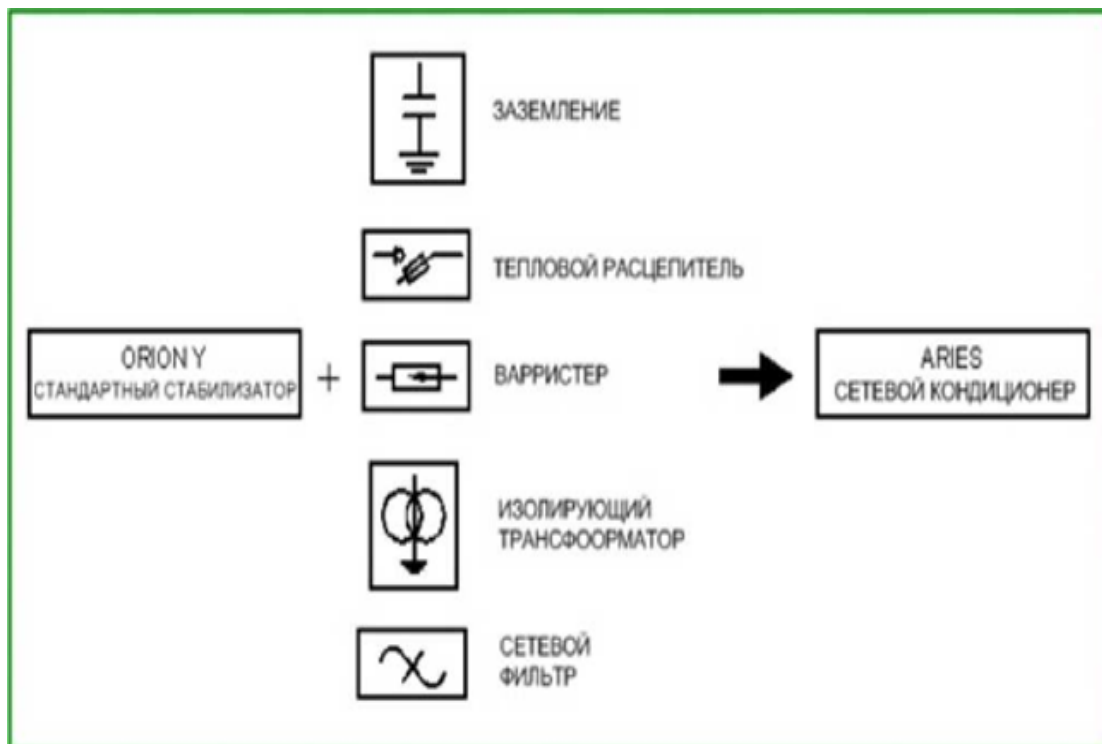 ЗАЗЕМЛЕНИЕ
ТЕПЛОВОЙ РАСЦЕПИТЕЛЬ
ORION Y
СТАНДАРТНЫЙ СТАБИЛИЗАТОР
+
ВАРРИСТЕР
ARIES
СЕТЕВОЙ КОНДИЦИОНЕР
ИЗОЛИРУЮЩИЙ
ТРАНСФООРМАТОР
СЕТЕВОЙ
ФИЛЬТР